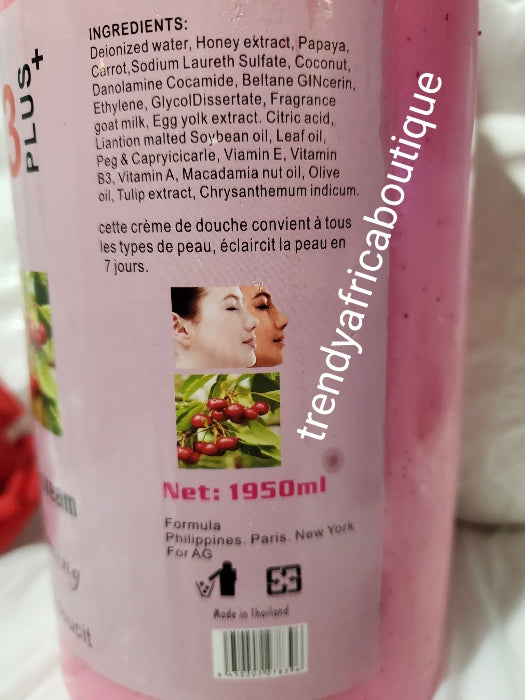 3
PLUS+
INGREDIENTS:
Deionized water, Honey extract, Papaya,
Carrot,Sodium Laureth Sulfate, Coconut,
Danolamine Cocamide, Beltane GINcerin,
Ethylene, GlycolDissertate, Fragrance
goat milk, Egg yolk extract. Citric acid,
Liantion malted Soybean oil, Leaf oil,
Peg & Capryicicarle, Viamin E, Vitamin
B3, Vitamin A, Macadamia nut oil, Olive
oil, Tulip extract, Chrysanthemum indicum.
cette crème de douche convient à tous
les types de peau, éclaircit la peau en
7 jours.
trendyafricaboutique
Net: 1950ml
Formula
Philippines. Paris. New York
For AG
Made in Thailand